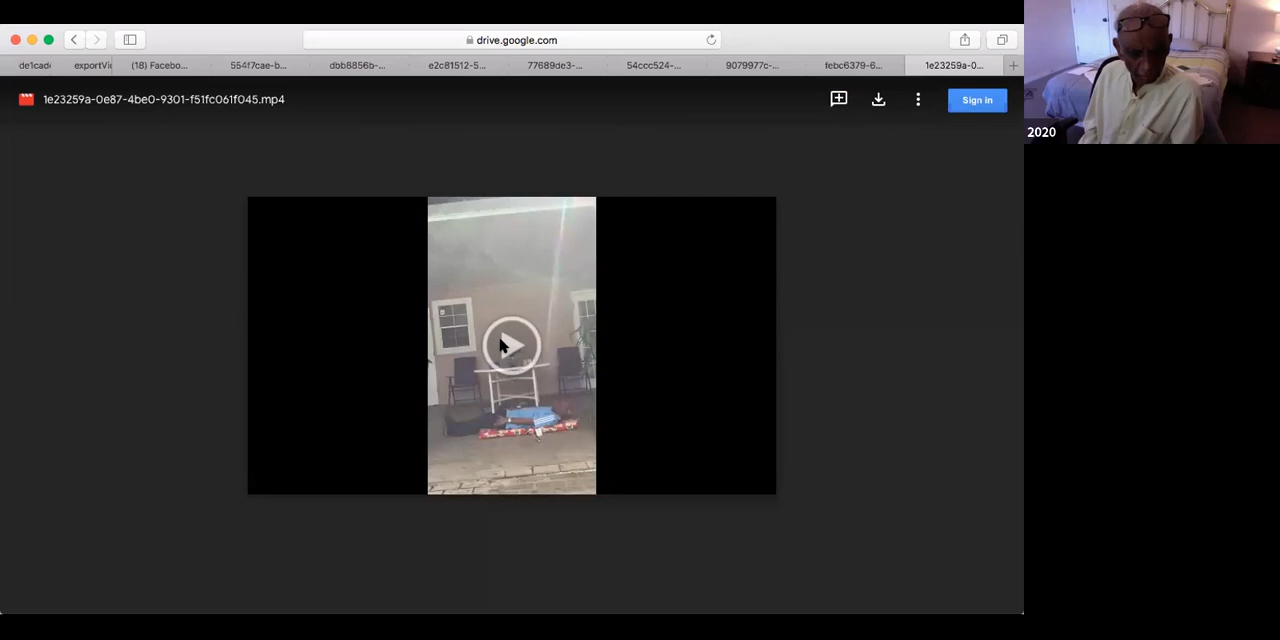 drive.google.com
de1cad exportVi (18) Facebo... 554f7cae-b... dbb8856b-... e2c81512-5... 77689de3-... 54ccc524-... 9079977c-... febc6379-6... 1e23259a-0...
1e23259a-0e87-4be0-9301-f51fc061f045.mp4 Sign in
2020